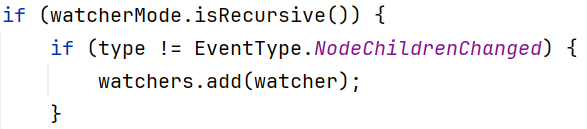 if (watcherMode.isRecursive()) {
    if (type != EventType.NodeChildrenChanged) {
        watchers.add(watcher);
    }